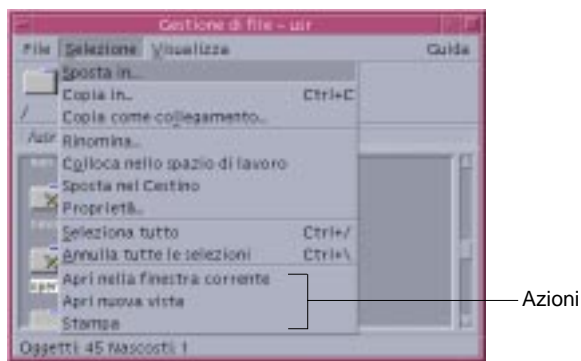 Gestione di file - usr
File Selezione Visualizza Guida
Sposta in...
Copia in... Ctrl+C
/
Copia come collegamento...
/usr
Rinomina...
Colloca nello spazio di lavoro
Sposta nel Cestino
Proprietà...
Seleziona tutto Ctrl+/
Annulla tutte le selezioni Ctrl+\
Apri nella finestra corrente
Apri nuova vista
Stampa
Azioni
Oggetti: 45 Nascosti: 1